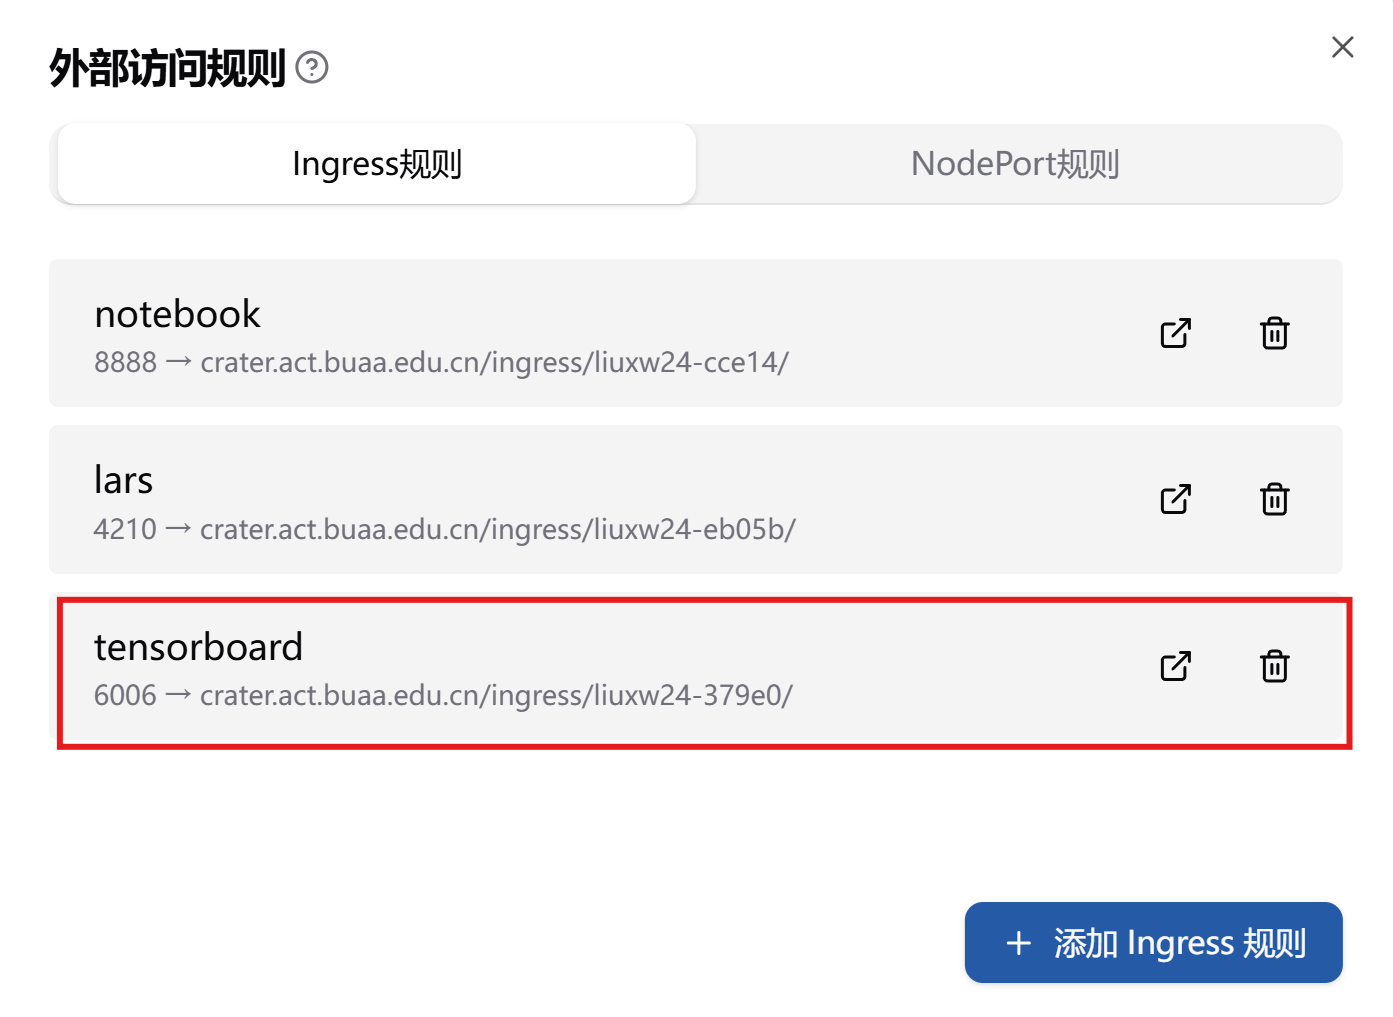 外部访问规则
Ingress规则
NodePort规则
notebook
8888 → crater.act.buaa.edu.cn/ingress/liuxw24-cce14/
lars
4210 → crater.act.buaa.edu.cn/ingress/liuxw24-eb05b/
tensorboard
6006 → crater.act.buaa.edu.cn/ingress/liuxw24-379e0/
+ 添加 Ingress 规则